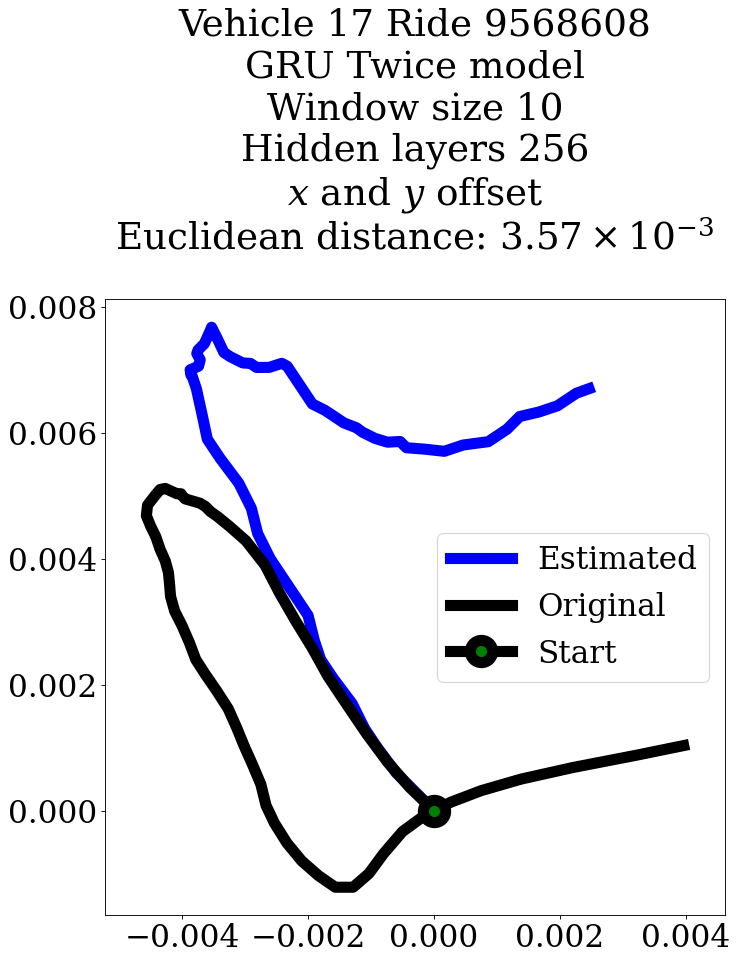 Vehicle 17 Ride 9568608
GRU Twice model
Window size 10
Hidden layers 256
x and y offset
Euclidean distance: 3.57 × 10⁻³
0.008
0.006
0.004
0.002
0.000
Estimated
Original
Start
−0.004 −0.002 0.000 0.002 0.004